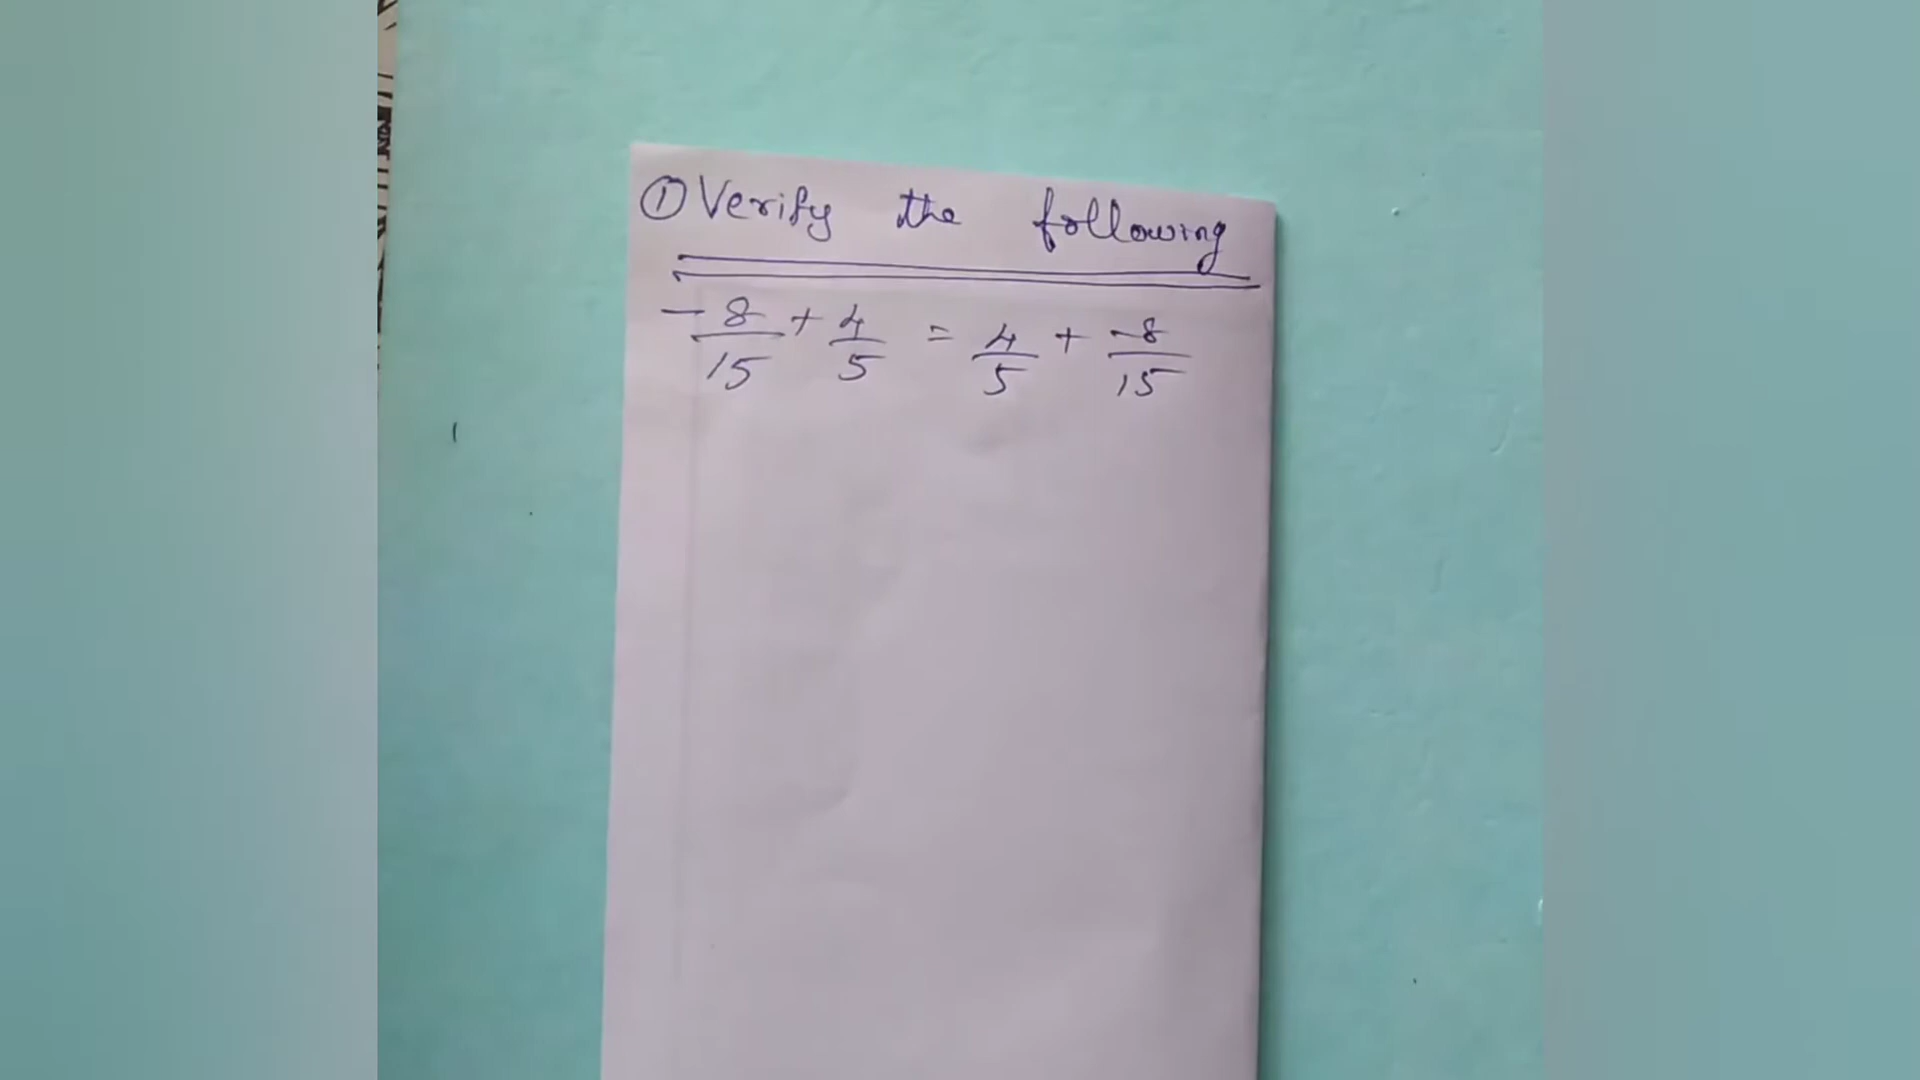 ① Verify the following
-8/15 + 4/5 = 4/5 + -8/15